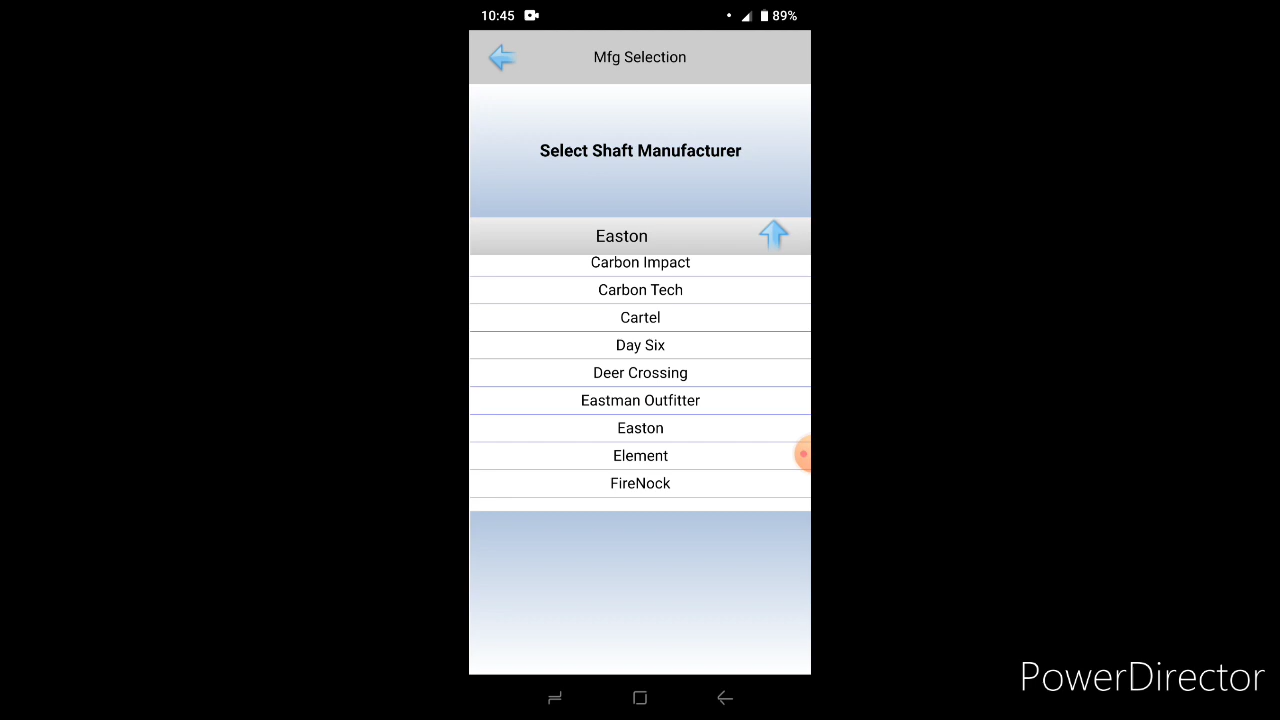 10:45
89%
Mfg Selection
Select Shaft Manufacturer
Easton
Carbon Impact
Carbon Tech
Cartel
Day Six
Deer Crossing
Eastman Outfitter
Easton
Element
FireNock
PowerDirector